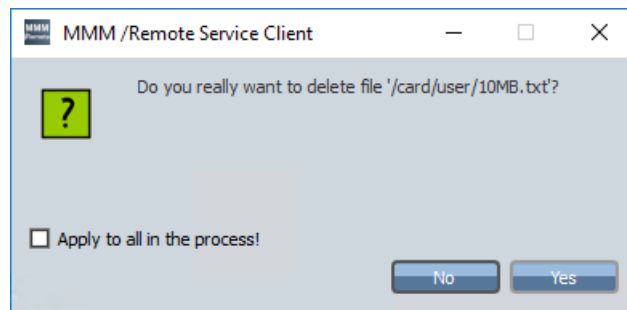 MMM /Remote Service Client
Do you really want to delete file '/card/user/10MB.txt'?
?
Apply to all in the process!
No
Yes